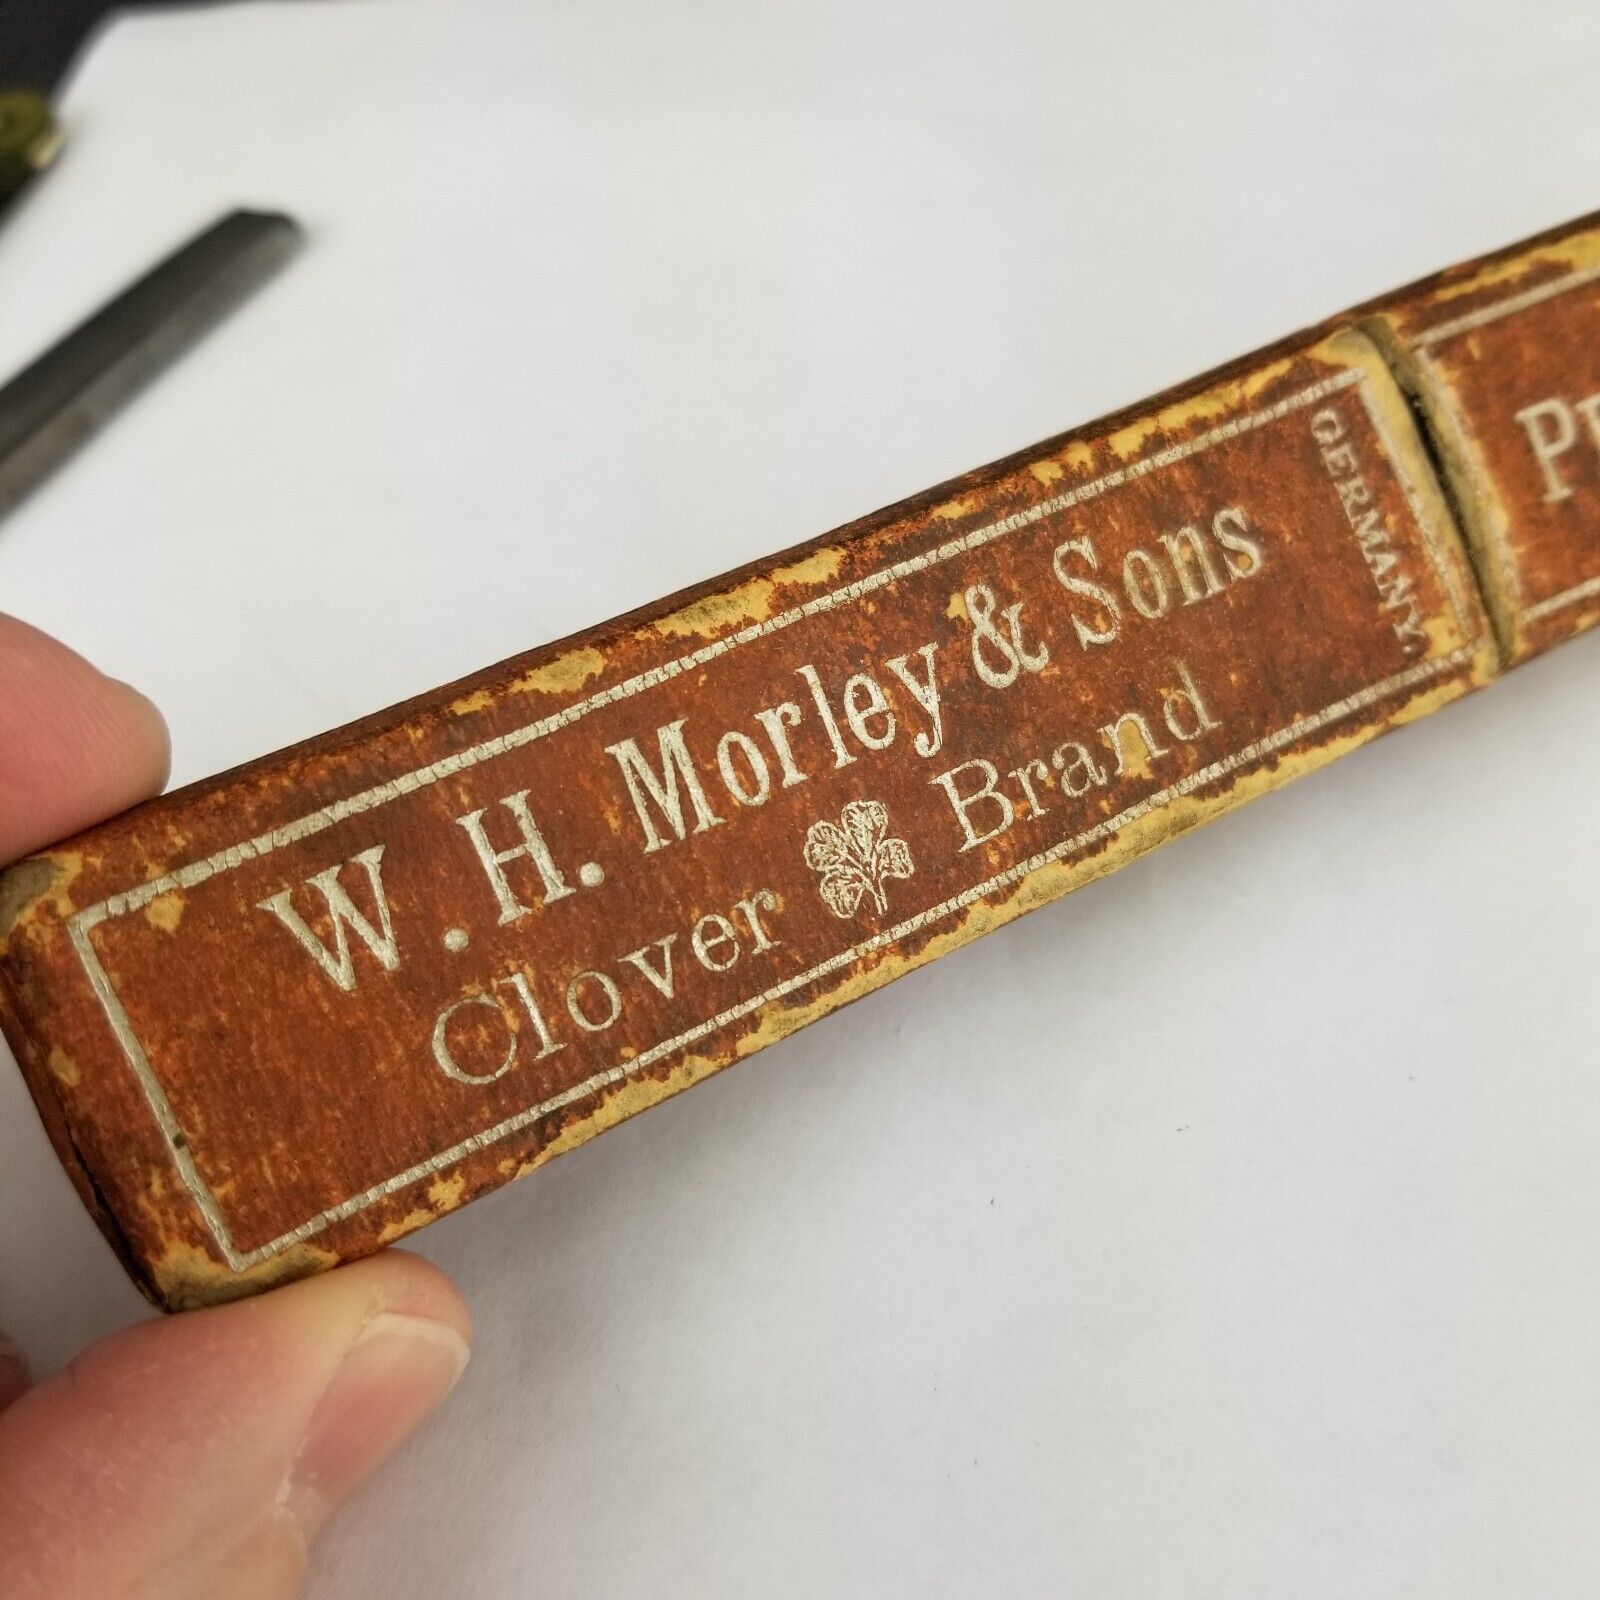 W. H. Morley & Sons
Clover Brand
GERMANY.